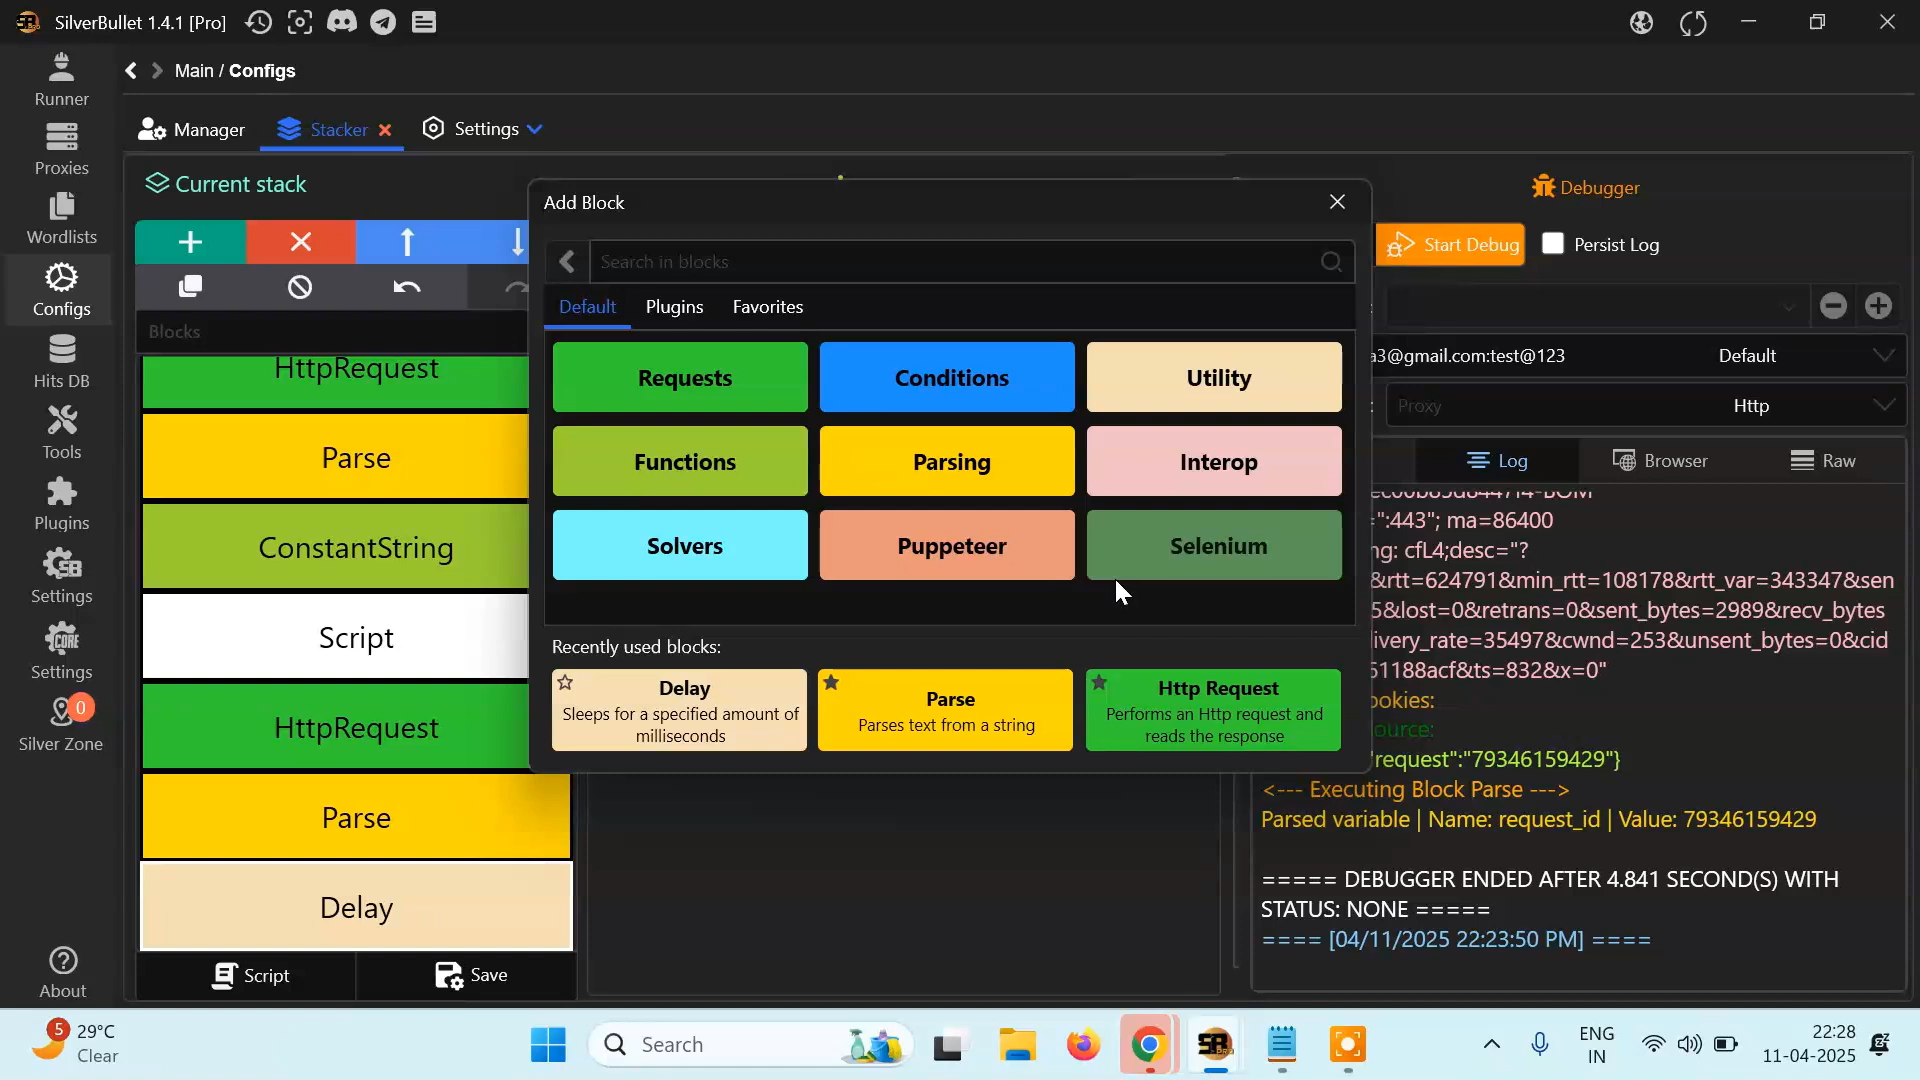 SilverBullet 1.4.1 [Pro]
Runner
Proxies
Wordlists
Configs
Hits DB
Tools
Plugins
Settings
CORE
Settings
0
Silver Zone
About
Main / Configs
Manager
Stacker
Settings
Current stack
Blocks
HttpRequest
Parse
ConstantString
Script
HttpRequest
Parse
Delay
Script
Save
Add Block
Search in blocks
Default
Plugins
Favorites
Requests
Conditions
Utility
Functions
Parsing
Interop
Solvers
Puppeteer
Selenium
Recently used blocks:
Delay
Sleeps for a specified amount of
milliseconds
Parse
Parses text from a string
Http Request
Performs an Http request and
reads the response
Debugger
Start Debug
Persist Log
a3@gmail.com:test@123
Default
Proxy
Http
Log
Browser
Raw
=":443"; ma=86400
ng: cfL4;desc="?
&rtt=624791&min_rtt=108178&rtt_var=343347&sen
5&lost=0&retrans=0&sent_bytes=2989&recv_bytes
ivery_rate=35497&cwnd=253&unsent_bytes=0&cid
51188acf&ts=832&x=0"
ookies:
ource:
"request":"79346159429"}
<--- Executing Block Parse --->
Parsed variable | Name: request_id | Value: 79346159429
===== DEBUGGER ENDED AFTER 4.841 SECOND(S) WITH
STATUS: NONE =====
==== [04/11/2025 22:23:50 PM] ====
5
29°C
Clear
Search
ENG
IN
22:28
11-04-2025